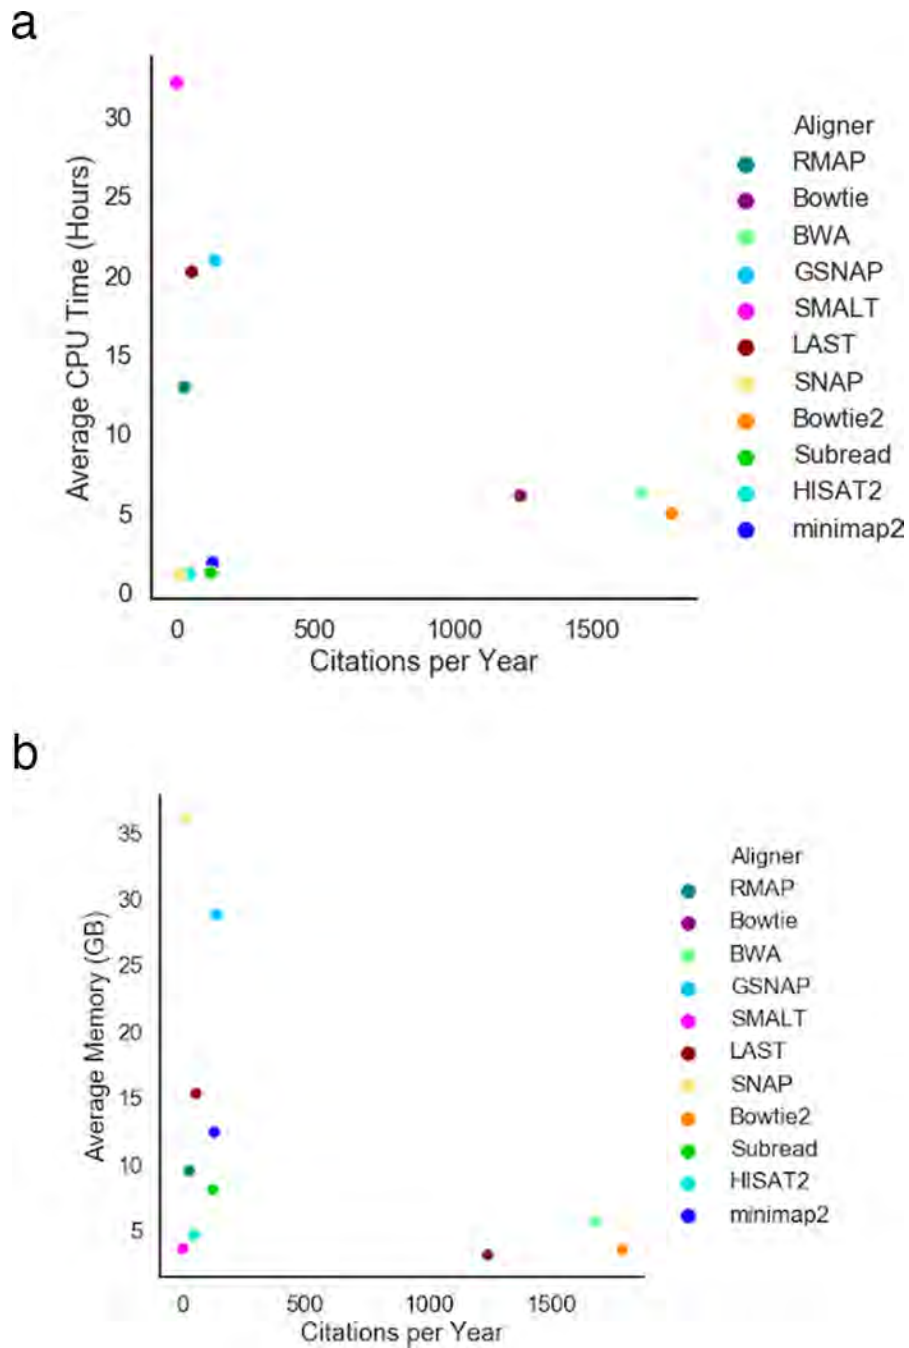 a
30
25
20
15
10
5
0
Average CPU Time (Hours)
0 500 1000 1500
Citations per Year
Aligner
RMAP
Bowtie
BWA
GSNAP
SMALT
LAST
SNAP
Bowtie2
Subread
HISAT2
minimap2
b
35
30
25
20
15
10
5
Average Memory (GB)
0 500 1000 1500
Citations per Year
Aligner
RMAP
Bowtie
BWA
GSNAP
SMALT
LAST
SNAP
Bowtie2
Subread
HISAT2
minimap2